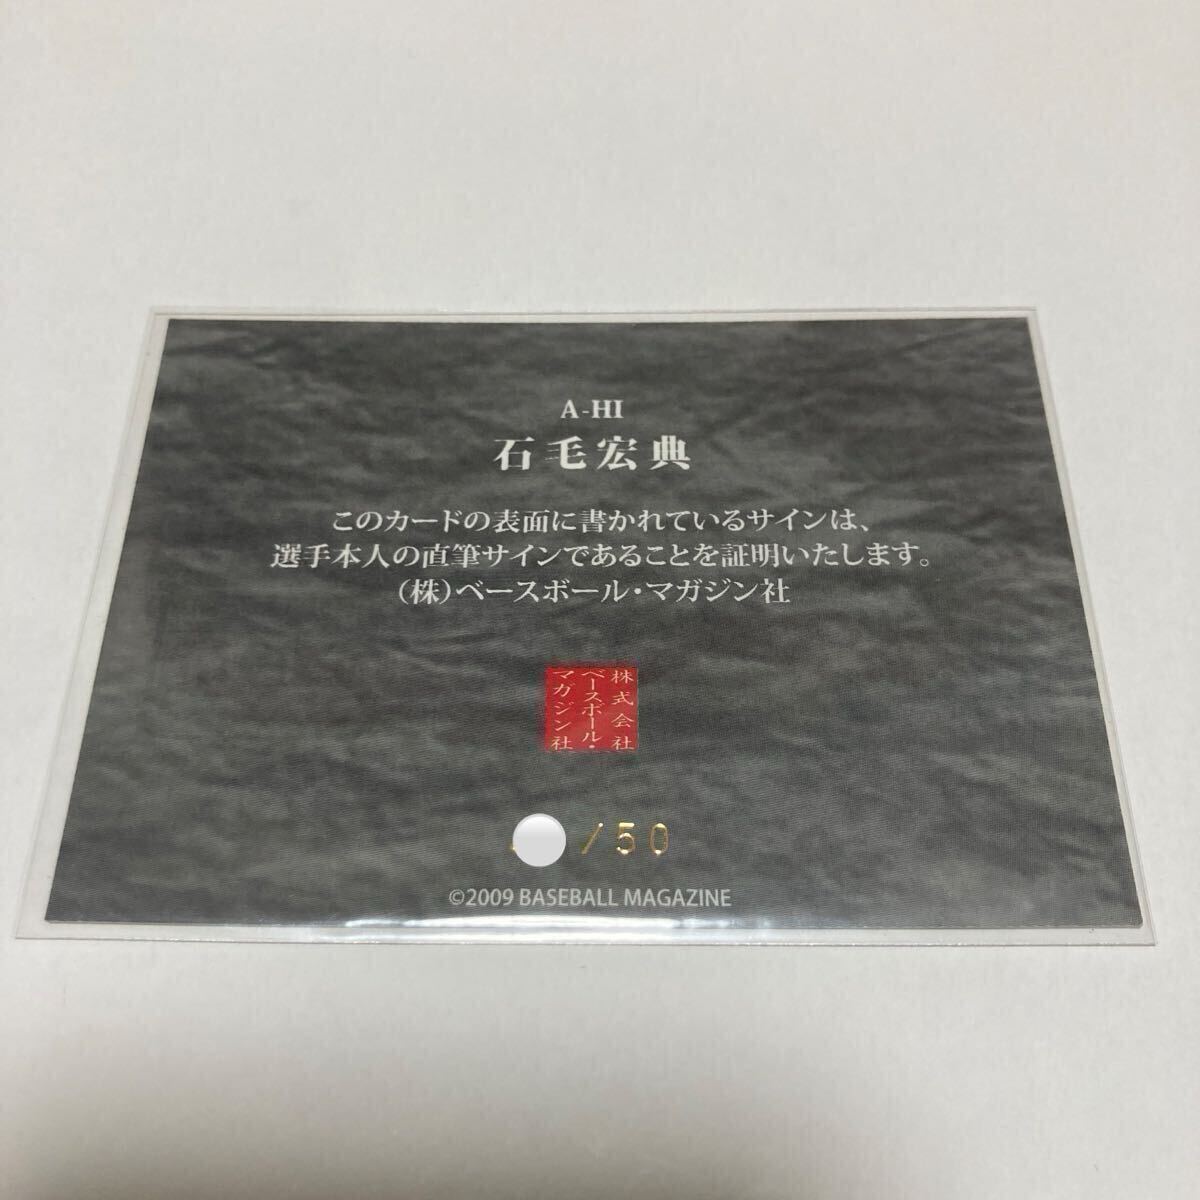 A-HI
石毛宏典
このカードの表面に書かれているサインは、
選手本人の直筆サインであることを証明いたします。
(株)ベースボール・マガジン社
株式会社
ベースボール・
マガジン社
/50
©2009 BASEBALL MAGAZINE